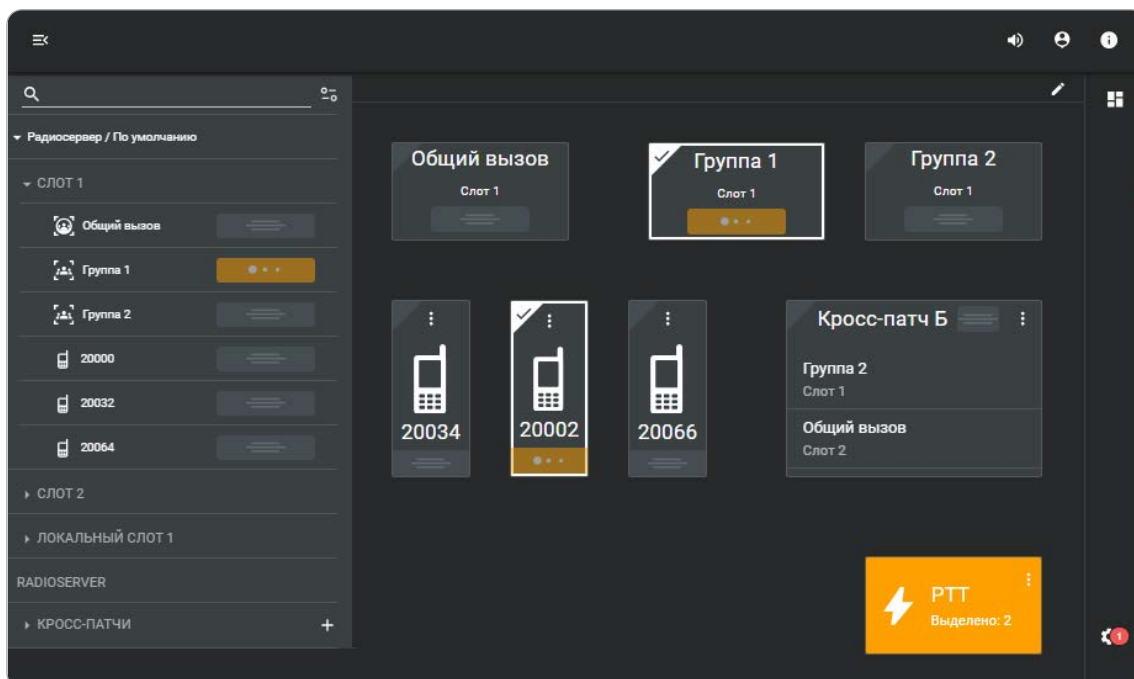 Радиосервер / По умолчанию
СЛОТ 1
Общий вызов
Группа 1
Группа 2
20000
20032
20064
СЛОТ 2
ЛОКАЛЬНЫЙ СЛОТ 1
RADIOSERVER
КРОСС-ПАТЧИ
Общий вызов
Слот 1
Группа 1
Слот 1
Группа 2
Слот 1
20034
20002
20066
Кросс-патч Б
Группа 2
Слот 1
Общий вызов
Слот 2
PTT
Выделено: 2
1